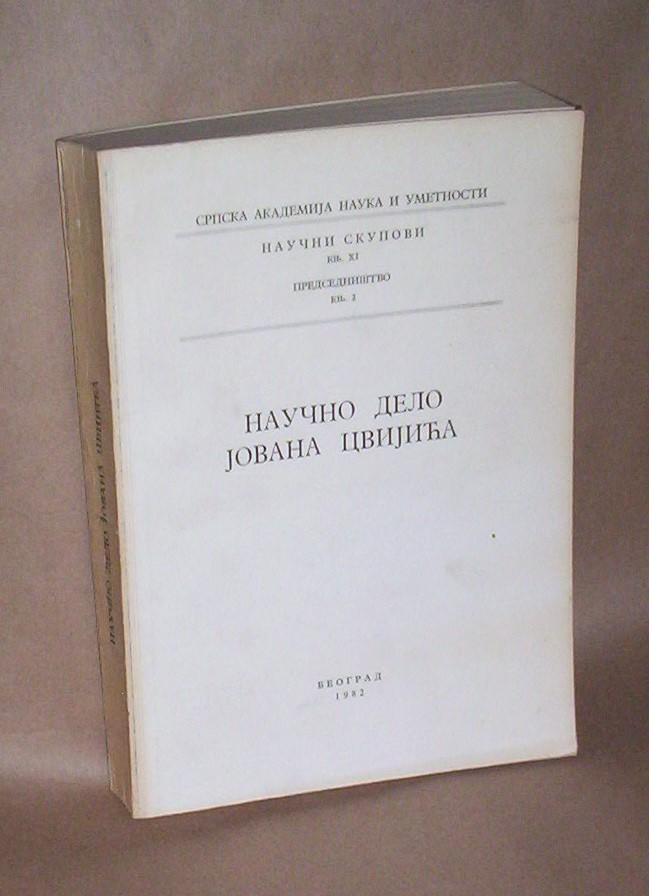 СРПСКА АКАДЕМИЈА НАУКА И УМЕТНОСТИ
НАУЧНИ СКУПОВИ
КЊ. XI
ПРЕДСЕДНИШТВО
КЊ. 2
НАУЧНО ДЕЛО
ЈОВАНА ЦВИЈИЋА
БЕОГРАД
1982
НАУЧНО ДЕЛО ЈОВАНА ЦВИЈИЋА